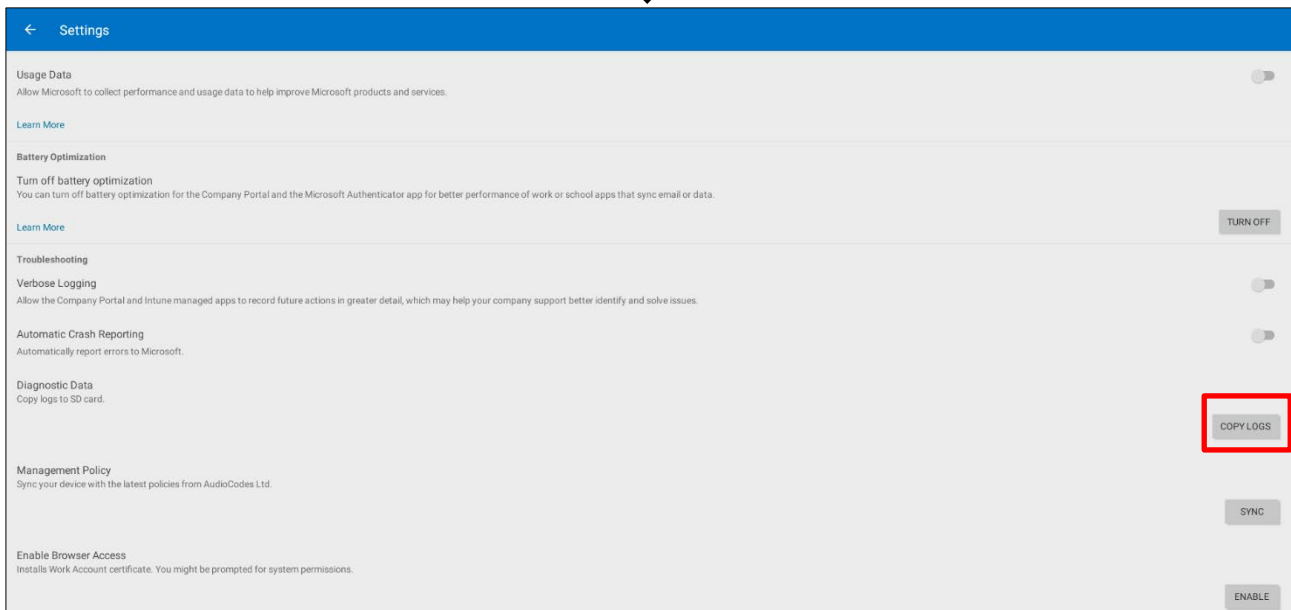 Settings
Usage Data
Allow Microsoft to collect performance and usage data to help improve Microsoft products and services.
Learn More
Battery Optimization
Turn off battery optimization
You can turn off battery optimization for the Company Portal and the Microsoft Authenticator app for better performance of work or school apps that sync email or data.
Learn More
TURN OFF
Troubleshooting
Verbose Logging
Allow the Company Portal and Intune managed apps to record future actions in greater detail, which may help your company support better identify and solve issues.
Automatic Crash Reporting
Automatically report errors to Microsoft.
Diagnostic Data
Copy logs to SD card.
COPY LOGS
Management Policy
Sync your device with the latest policies from AudioCodes Ltd.
SYNC
Enable Browser Access
Installs Work Account certificate. You might be prompted for system permissions.
ENABLE